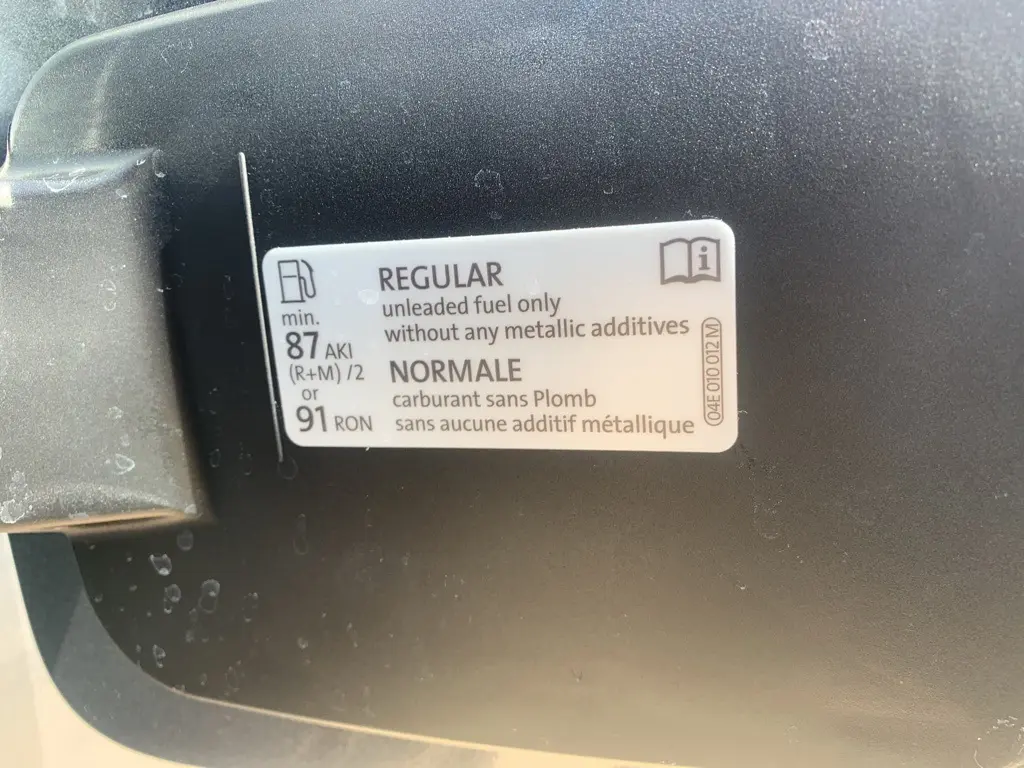 min.
87 AKI
(R+M) /2
or
91 RON
REGULAR
unleaded fuel only
without any metallic additives
NORMALE
carburant sans Plomb
sans aucune additif métallique
i
04E 010 012 M